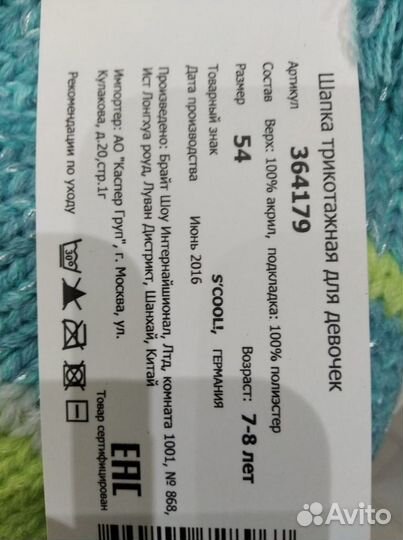 Шапка трикотажная для девочек
Артикул 364179
Состав Верх: 100% акрил, подкладка: 100% полиэстер
Размер 54 Возраст: 7-8 лет
Товарный знак S'COOL!, ГЕРМАНИЯ
Дата производства Июнь 2016
Произведено: Брайт Шоу Интернайшионал, Лтд, комната 1001, № 868,
Ист Лонгхуа роуд, Луван Дистрикт, Шанхай, Китай
Импортер: АО "Каспер Груп", г. Москва, ул.
Кулакова, д.20,стр.1г
Рекомендации по уходу
30°
EAC
Товар сертифицирован
Avito